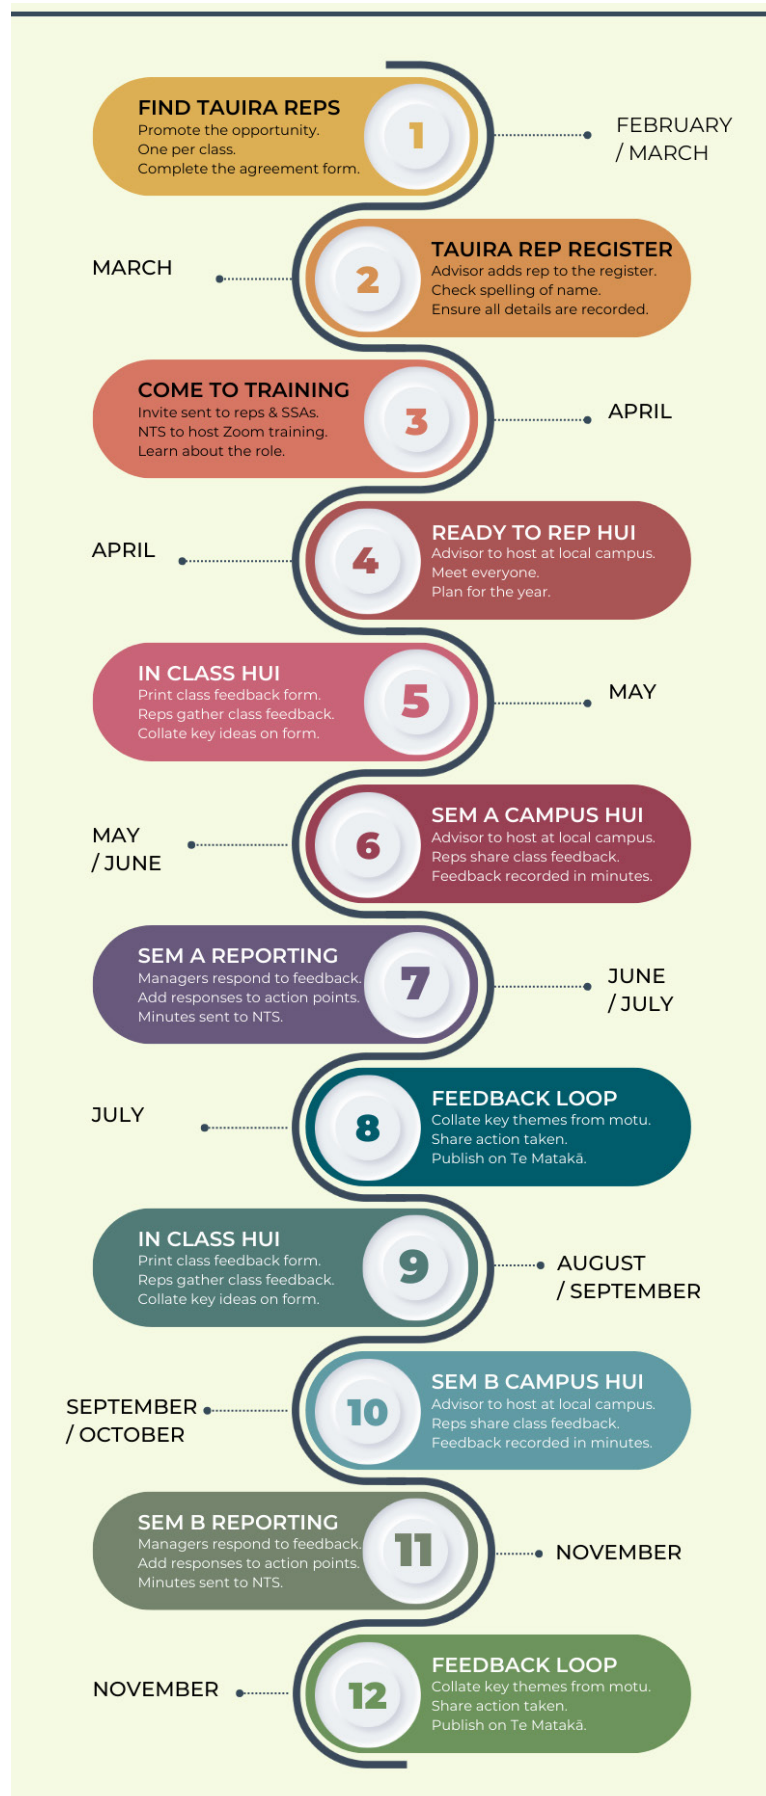 FIND TAUIRA REPS
Promote the opportunity.
One per class.
Complete the agreement form.
1
FEBRUARY
/ MARCH
MARCH
2
TAUIRA REP REGISTER
Advisor adds rep to the register.
Check spelling of name.
Ensure all details are recorded.
COME TO TRAINING
Invite sent to reps & SSAs.
NTS to host Zoom training.
Learn about the role.
3
APRIL
APRIL
4
READY TO REP HUI
Advisor to host at local campus.
Meet everyone.
Plan for the year.
IN CLASS HUI
Print class feedback form.
Reps gather class feedback.
Collate key ideas on form.
5
MAY
MAY
/ JUNE
6
SEM A CAMPUS HUI
Advisor to host at local campus.
Reps share class feedback.
Feedback recorded in minutes.
SEM A REPORTING
Managers respond to feedback.
Add responses to action points.
Minutes sent to NTS.
7
JUNE
/ JULY
JULY
8
FEEDBACK LOOP
Collate key themes from motu.
Share action taken.
Publish on Te Matakā.
IN CLASS HUI
Print class feedback form.
Reps gather class feedback.
Collate key ideas on form.
9
AUGUST
/ SEPTEMBER
SEPTEMBER
/ OCTOBER
10
SEM B CAMPUS HUI
Advisor to host at local campus.
Reps share class feedback.
Feedback recorded in minutes.
SEM B REPORTING
Managers respond to feedback.
Add responses to action points.
Minutes sent to NTS.
11
NOVEMBER
NOVEMBER
12
FEEDBACK LOOP
Collate key themes from motu.
Share action taken.
Publish on Te Matakā.